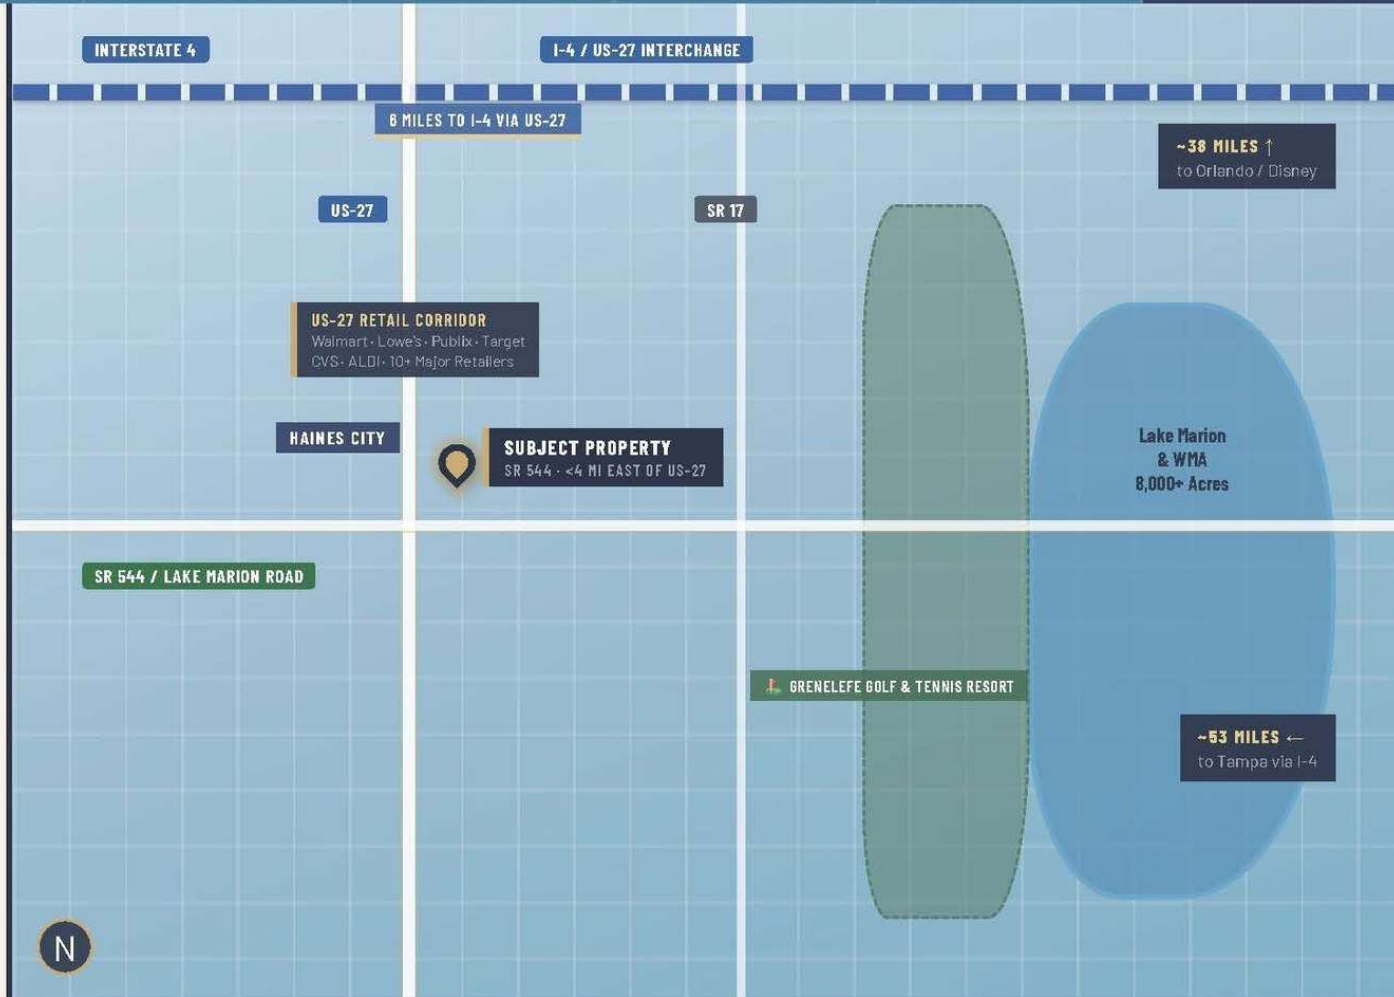 INTERSTATE 4
I-4 / US-27 INTERCHANGE
6 MILES TO I-4 VIA US-27
~38 MILES ↑
to Orlando / Disney
US-27
SR 17
US-27 RETAIL CORRIDOR
Walmart · Lowe's · Publix · Target
CVS · ALDI · 10+ Major Retailers
HAINES CITY
SUBJECT PROPERTY
SR 544 · <4 MI EAST OF US-27
Lake Marion
& WMA
8,000+ Acres
SR 544 / LAKE MARION ROAD
GRENELEFE GOLF & TENNIS RESORT
~53 MILES ←
to Tampa via I-4
N